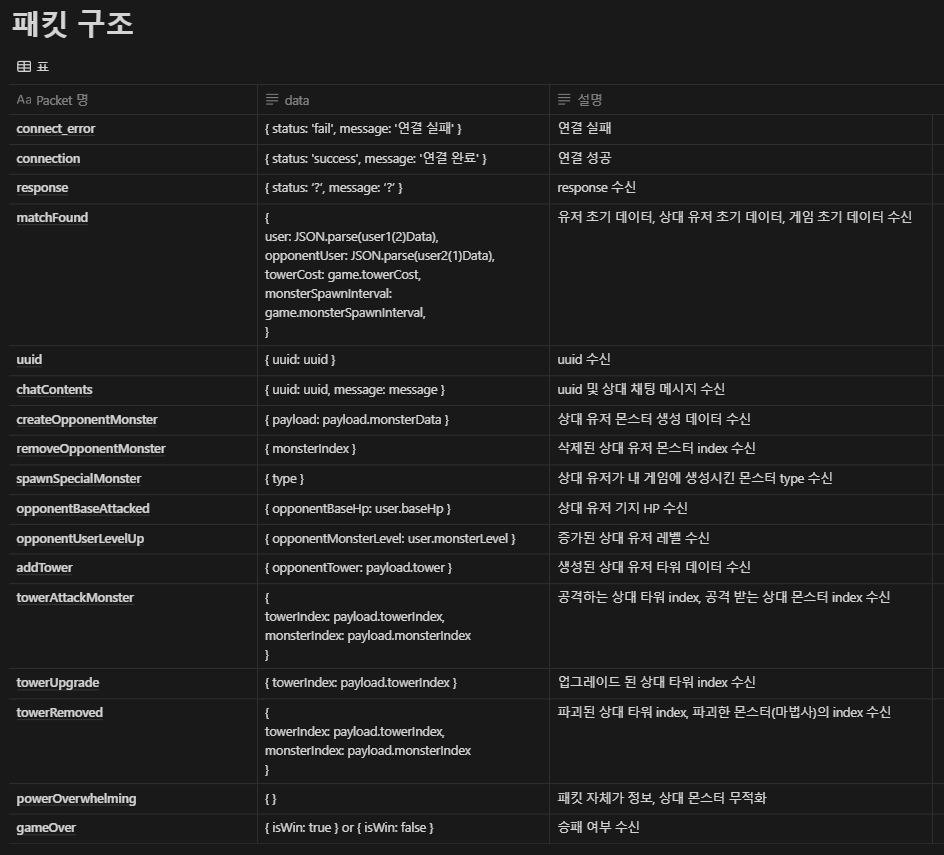 패킷 구조
표
Aa Packet 명 data 설명
connect_error { status: 'fail', message: '연결 실패' } 연결 실패
connection { status: 'success', message: '연결 완료' } 연결 성공
response { status: '?', message: '?' } response 수신
matchFound { 유저 초기 데이터, 상대 유저 초기 데이터, 게임 초기 데이터 수신
user: JSON.parse(user1(2)Data),
opponentUser: JSON.parse(user2(1)Data),
towerCost: game.towerCost,
monsterSpawnInterval:
game.monsterSpawnInterval,
}
uuid { uuid: uuid } uuid 수신
chatContents { uuid: uuid, message: message } uuid 및 상대 채팅 메시지 수신
createOpponentMonster { payload: payload.monsterData } 상대 유저 몬스터 생성 데이터 수신
removeOpponentMonster { monsterIndex } 삭제된 상대 유저 몬스터 index 수신
spawnSpecialMonster { type } 상대 유저가 내 게임에 생성시킨 몬스터 type 수신
opponentBaseAttacked { opponentBaseHp: user.baseHp } 상대 유저 기지 HP 수신
opponentUserLevelUp { opponentMonsterLevel: user.monsterLevel } 증가된 상대 유저 레벨 수신
addTower { opponentTower: payload.tower } 생성된 상대 유저 타워 데이터 수신
towerAttackMonster { 공격하는 상대 타워 index, 공격 받는 상대 몬스터 index 수신
towerIndex: payload.towerIndex,
monsterIndex: payload.monsterIndex
}
towerUpgrade { towerIndex: payload.towerIndex } 업그레이드 된 상대 타워 index 수신
towerRemoved { 파괴된 상대 타워 index, 파괴한 몬스터(마법사)의 index 수신
towerIndex: payload.towerIndex,
monsterIndex: payload.monsterIndex
}
powerOverwhelming { } 패킷 자체가 정보, 상대 몬스터 무적화
gameOver { isWin: true } or { isWin: false } 승패 여부 수신